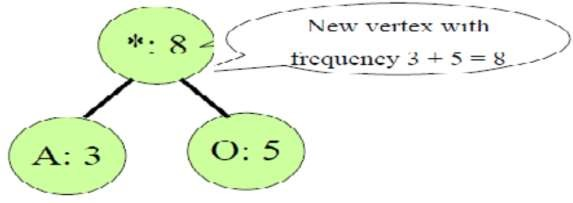 *: 8
New vertex with
frequency 3 + 5 = 8
A: 3
O: 5